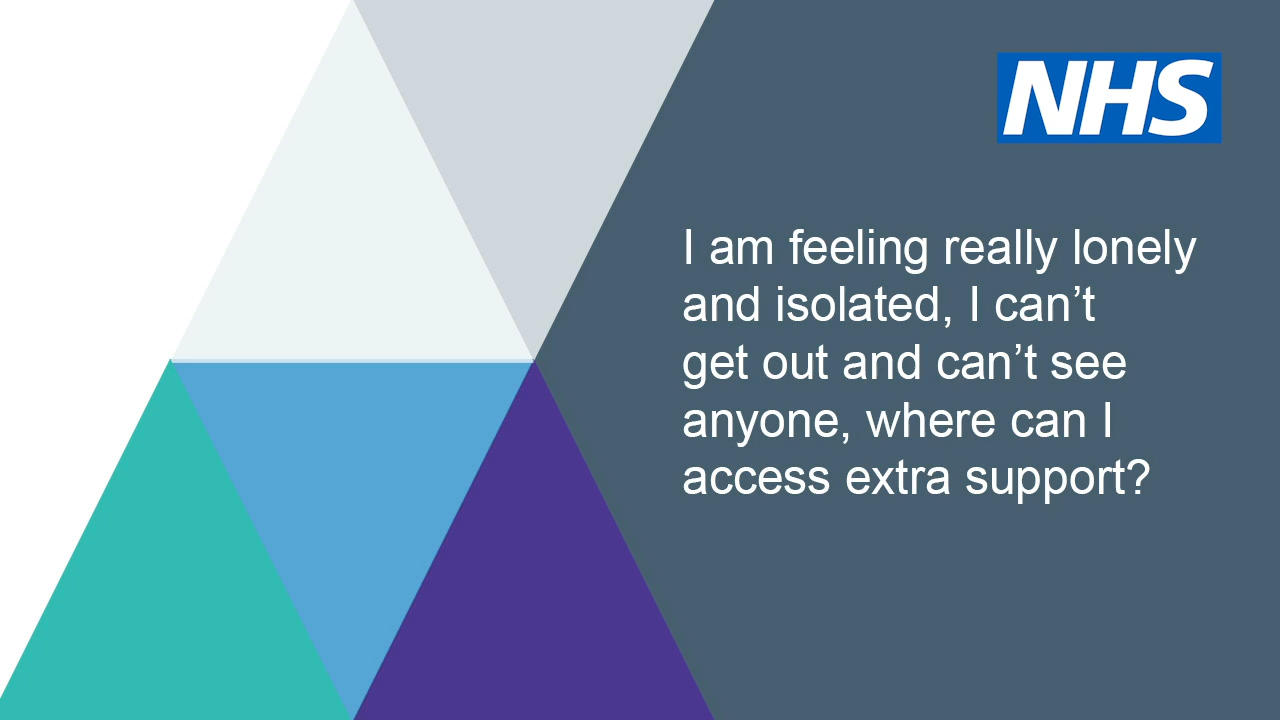 NHS
I am feeling really lonely
and isolated, I can’t
get out and can’t see
anyone, where can I
access extra support?